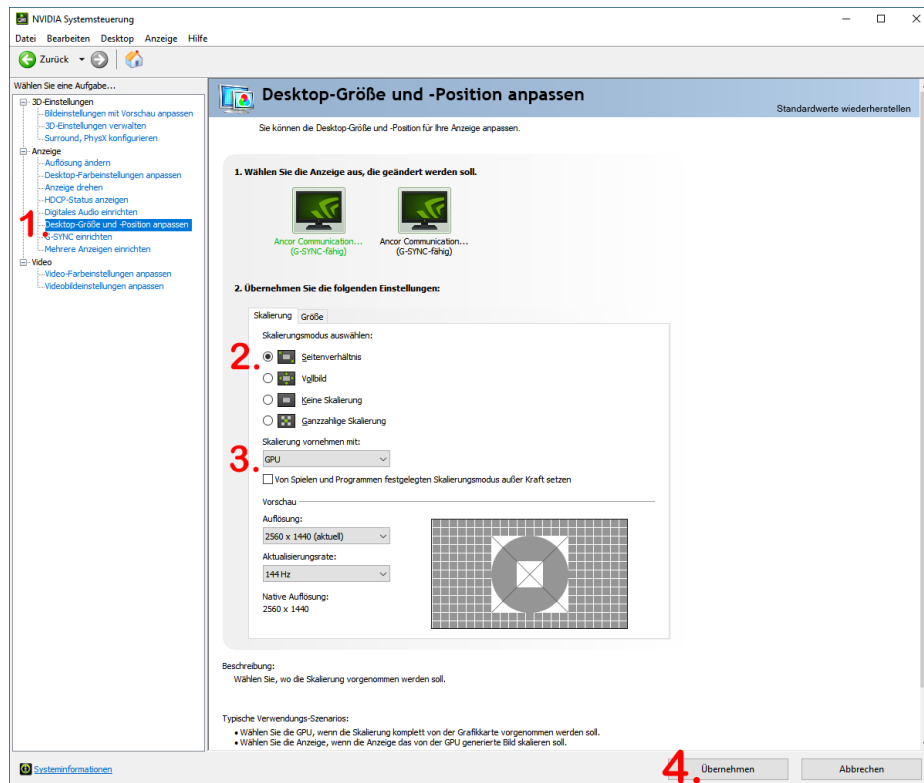 NVIDIA Systemsteuerung
Datei Bearbeiten Desktop Anzeige Hilfe
Zurück
Wählen Sie eine Aufgabe...
3D-Einstellungen
Bildeinstellungen mit Vorschau anpassen
3D-Einstellungen verwalten
Surround, PhysX konfigurieren
Anzeige
Auflösung ändern
Desktop-Farbeinstellungen anpassen
Anzeige drehen
HDCP-Status anzeigen
Digitales Audio einrichten
1. Desktop-Größe und -Position anpassen
G-SYNC einrichten
Mehrere Anzeigen einrichten
Video
Video-Farbeinstellungen anpassen
Videobildeinstellungen anpassen
Desktop-Größe und -Position anpassen
Standardwerte wiederherstellen
Sie können die Desktop-Größe und -Position für Ihre Anzeige anpassen.
1. Wählen Sie die Anzeige aus, die geändert werden soll.
Ancor Communication... Ancor Communication...
(G-SYNC-fähig) (G-SYNC-fähig)
2. Übernehmen Sie die folgenden Einstellungen:
Skalierung Größe
Skalierungsmodus auswählen:
2. Seitenverhältnis
Vollbild
Keine Skalierung
Ganzzahlige Skalierung
Skalierung vornehmen mit:
3. GPU
Von Spielen und Programmen festgelegten Skalierungsmodus außer Kraft setzen
Vorschau
Auflösung:
2560 x 1440 (aktuell)
Aktualisierungsrate:
144 Hz
Native Auflösung:
2560 x 1440
Beschreibung:
Wählen Sie, wo die Skalierung vorgenommen werden soll.
Typische Verwendungs-Szenarios:
• Wählen Sie die GPU, wenn die Skalierung komplett von der Grafikkarte vorgenommen werden soll.
• Wählen Sie die Anzeige, wenn die Anzeige das von der GPU generierte Bild skalieren soll.
Systeminformationen
4. Übernehmen Abbrechen